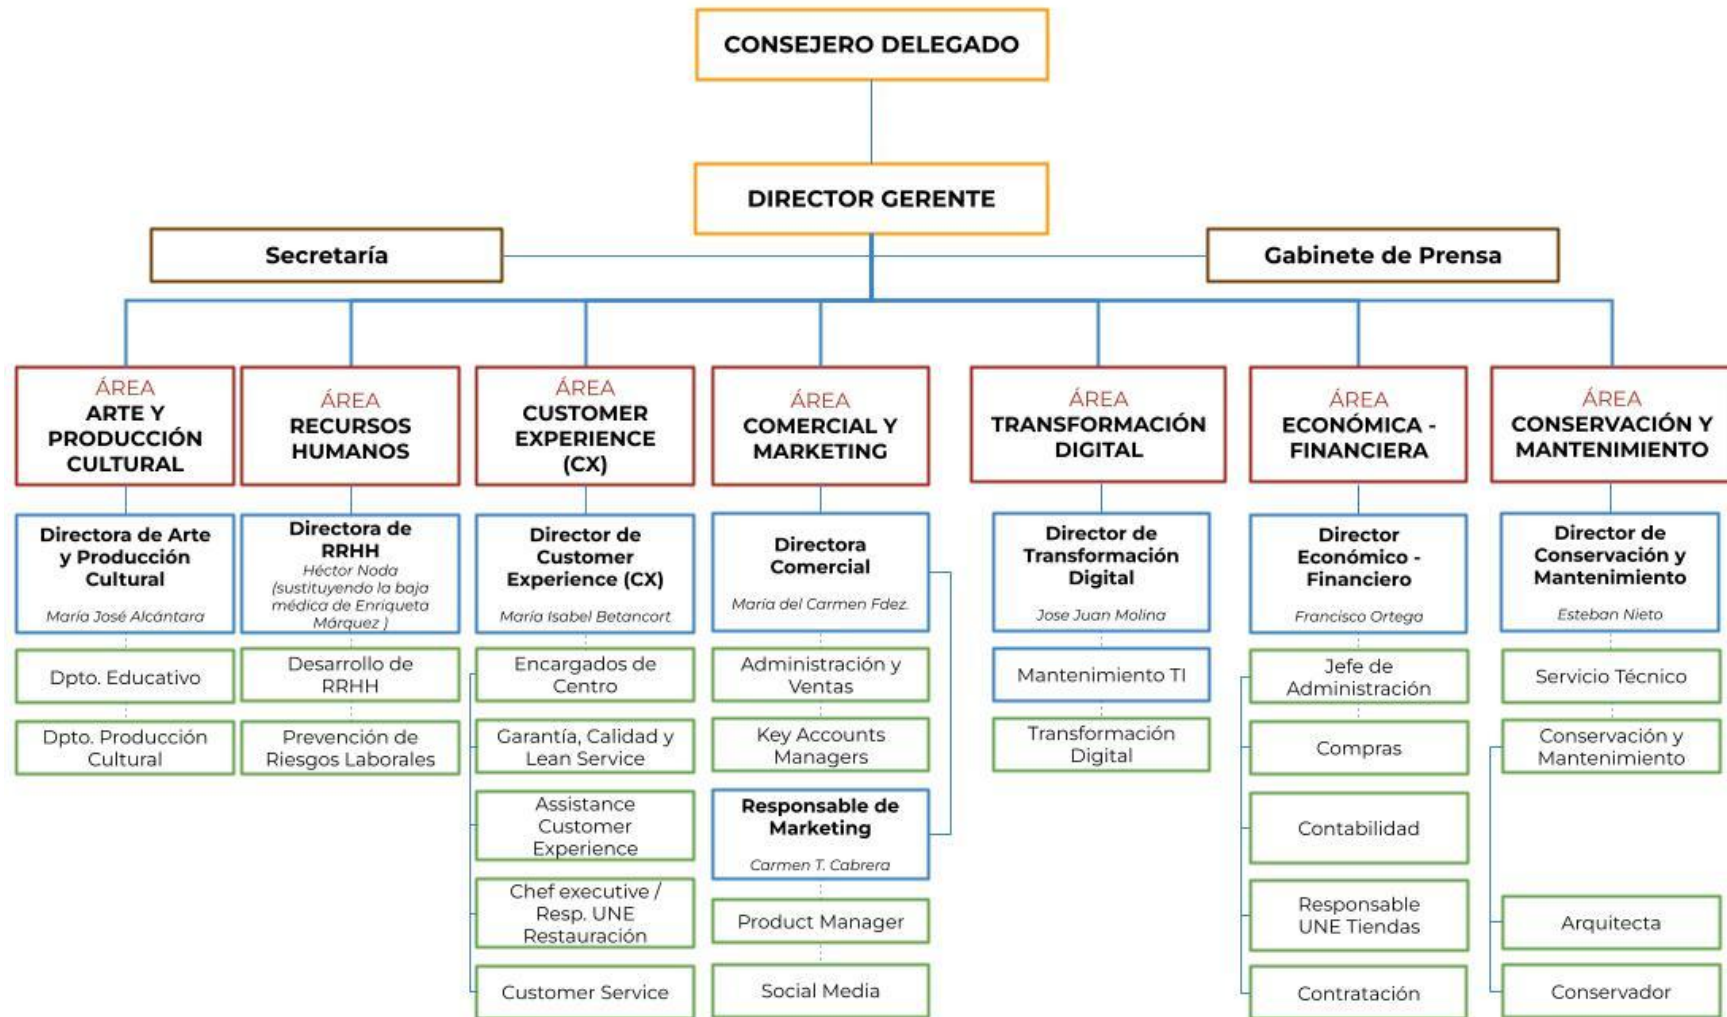 CONSEJERO DELEGADO
DIRECTOR GERENTE
Secretaría
Gabinete de Prensa
ÁREA
ARTE Y
PRODUCCIÓN
CULTURAL
ÁREA
RECURSOS
HUMANOS
ÁREA
CUSTOMER
EXPERIENCE
(CX)
ÁREA
COMERCIAL Y
MARKETING
ÁREA
TRANSFORMACIÓN
DIGITAL
ÁREA
ECONÓMICA -
FINANCIERA
ÁREA
CONSERVACIÓN Y
MANTENIMIENTO
Directora de Arte
y Producción
Cultural
María José Alcántara
Directora de
RRHH
Héctor Noda
(sustituyendo la baja
médica de Enriqueta
Márquez )
Director de
Customer
Experience (CX)
María Isabel Betancort
Directora
Comercial
María del Carmen Fdez.
Director de
Transformación
Digital
Jose Juan Molina
Director
Económico -
Financiero
Francisco Ortega
Director de
Conservación y
Mantenimiento
Esteban Nieto
Dpto. Educativo
Dpto. Producción
Cultural
Desarrollo de
RRHH
Prevención de
Riesgos Laborales
Encargados de
Centro
Garantía, Calidad y
Lean Service
Assistance
Customer
Experience
Chef executive /
Resp. UNE
Restauración
Customer Service
Administración y
Ventas
Key Accounts
Managers
Responsable de
Marketing
Carmen T. Cabrera
Product Manager
Social Media
Mantenimiento TI
Transformación
Digital
Jefe de
Administración
Compras
Contabilidad
Responsable
UNE Tiendas
Contratación
Servicio Técnico
Conservación y
Mantenimiento
Arquitecta
Conservador